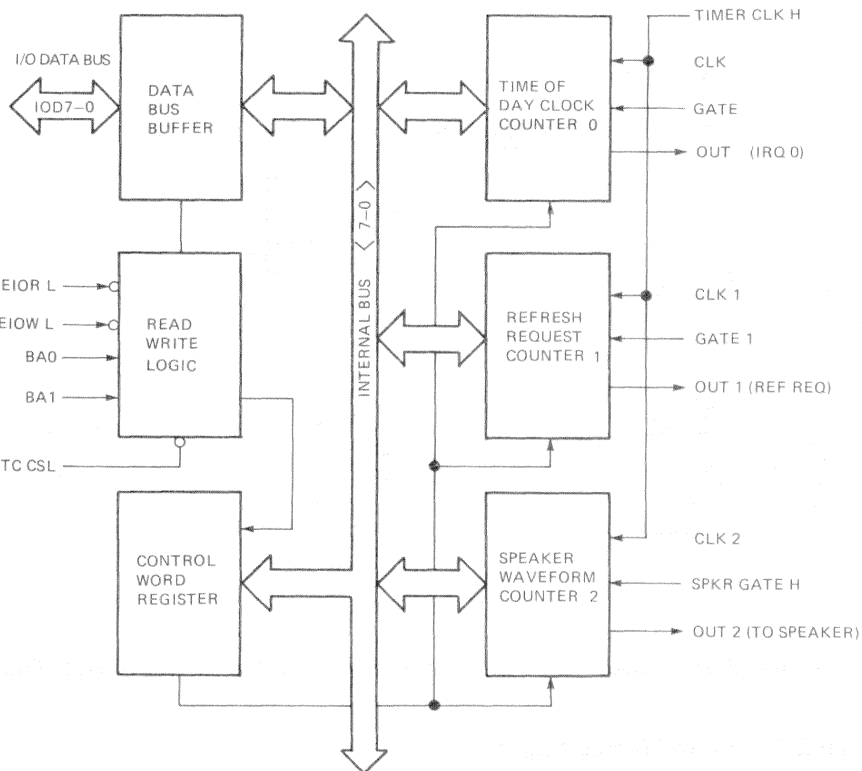 TIMER CLK H
I/O DATA BUS
IOD7–0
DATA
BUS
BUFFER
TIME OF
DAY CLOCK
COUNTER 0
CLK
GATE
OUT (IRQ 0)
INTERNAL BUS <7–0>
EIOR L
EIOW L
BA0
BA1
TC CSL
READ
WRITE
LOGIC
REFRESH
REQUEST
COUNTER 1
CLK 1
GATE 1
OUT 1 (REF REQ)
CONTROL
WORD
REGISTER
SPEAKER
WAVEFORM
COUNTER 2
CLK 2
SPKR GATE H
OUT 2 (TO SPEAKER)